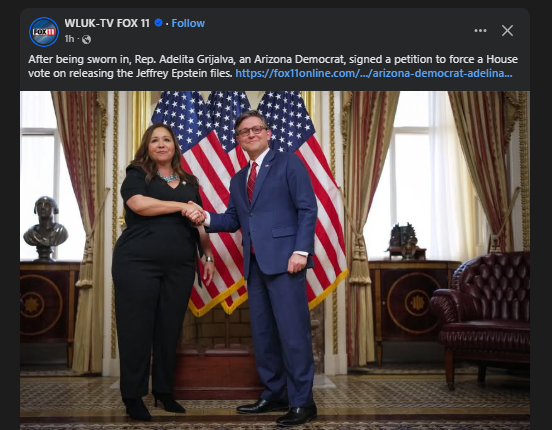 FOX 11
WLUK-TV FOX 11 · Follow
1h ·
After being sworn in, Rep. Adelita Grijalva, an Arizona Democrat, signed a petition to force a House
vote on releasing the Jeffrey Epstein files. https://fox11online.com/.../arizona-democrat-adelina...